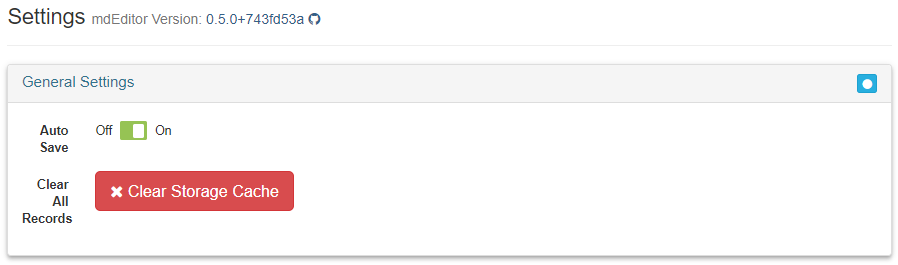 Settings mdEditor Version: 0.5.0+743fd53a
General Settings
Auto Save Off On
Clear All Records Clear Storage Cache